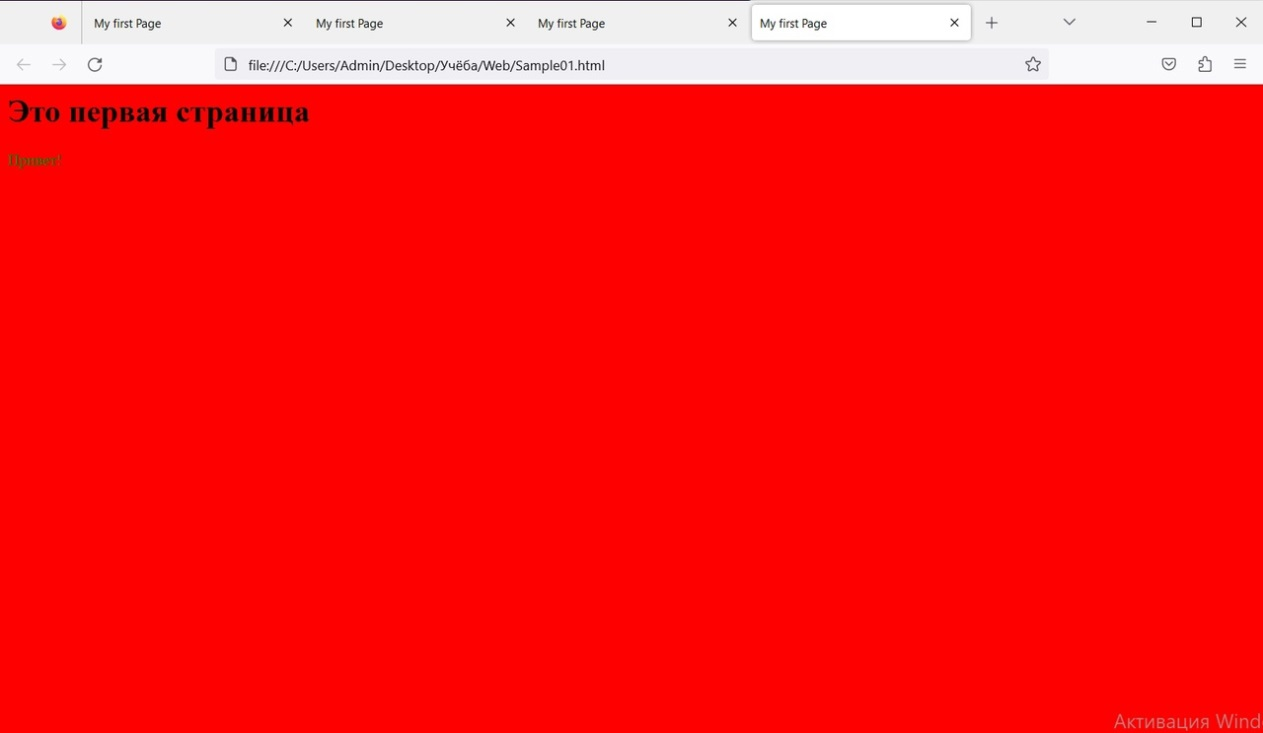 My first Page My first Page My first Page My first Page
file:///C:/Users/Admin/Desktop/Учёба/Web/Sample01.html
Это первая страница
Привет!
Активация Windo